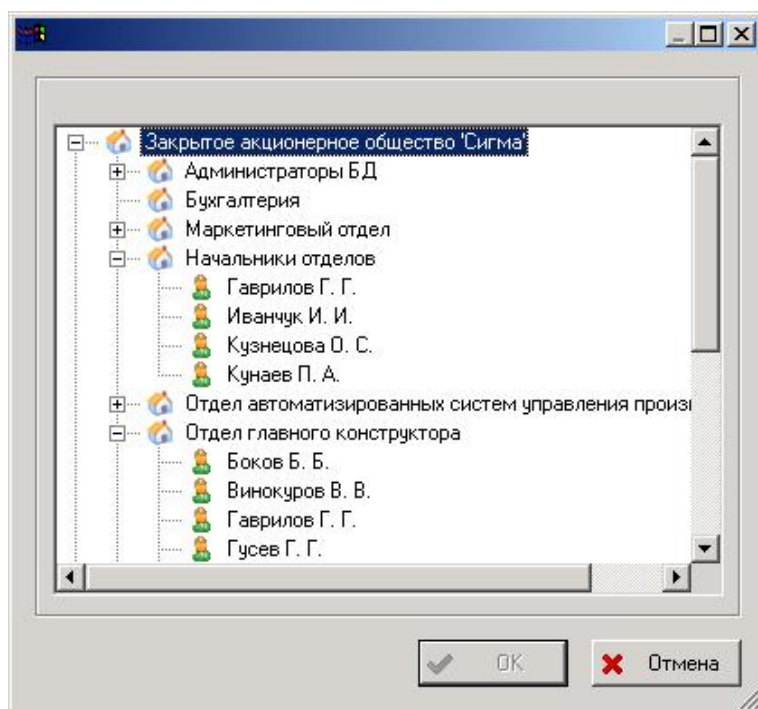 Закрытое акционерное общество 'Сигма'
Администраторы БД
Бухгалтерия
Маркетинговый отдел
Начальники отделов
Гаврилов Г. Г.
Иванчук И. И.
Кузнецова О. С.
Кунаев П. А.
Отдел автоматизированных систем управления произ
Отдел главного конструктора
Боков Б. Б.
Винокуров В. В.
Гаврилов Г. Г.
Гусев Г. Г.
OK Отмена